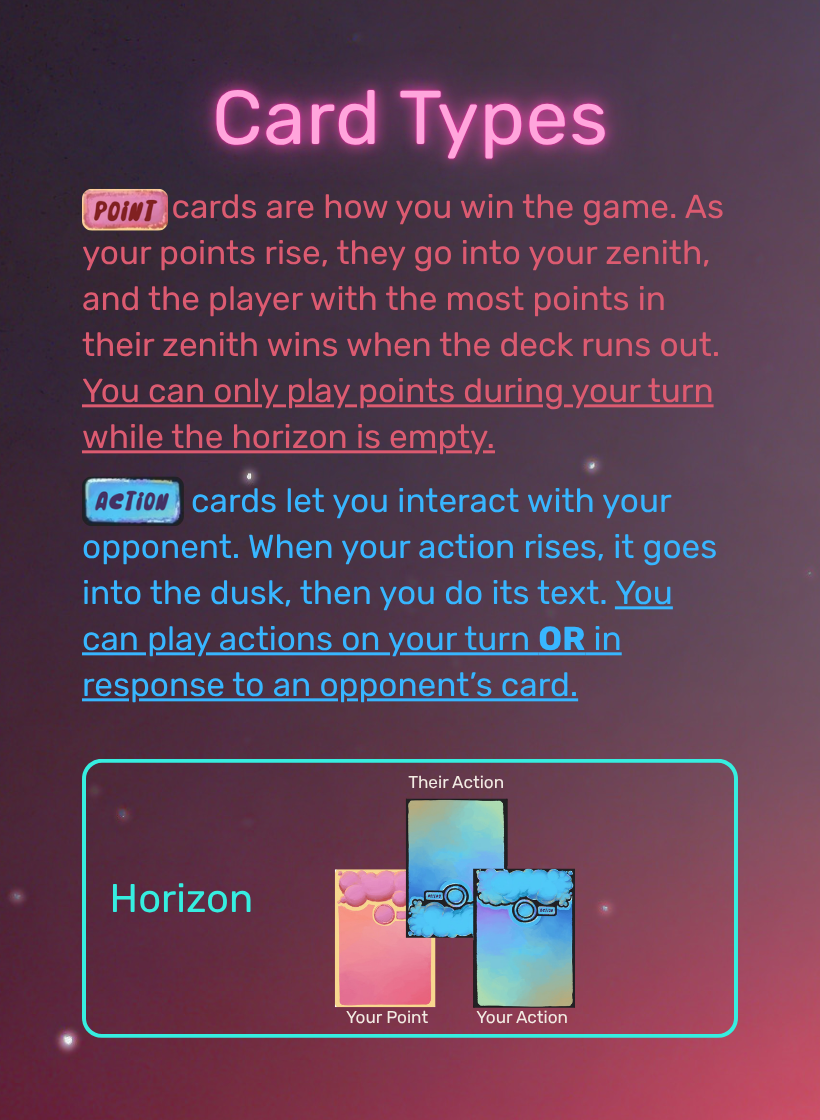 Card Types
POINT cards are how you win the game. As
your points rise, they go into your zenith,
and the player with the most points in
their zenith wins when the deck runs out.
You can only play points during your turn
while the horizon is empty.
ACTION cards let you interact with your
opponent. When your action rises, it goes
into the dusk, then you do its text. You
can play actions on your turn OR in
response to an opponent’s card.
Their Action
Horizon
Your Point
Your Action